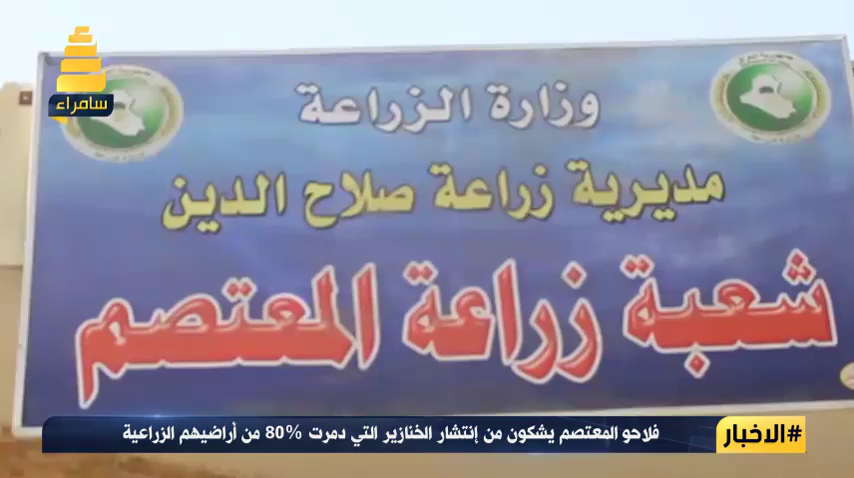 سامراء
وزارة الزراعة
مديرية زراعة صلاح الدين
شعبة زراعة المعتصم
#الاخبار
فلاحو المعتصم يشكون من إنتشار الخنازير التي دمرت 80% من أراضيهم الزراعية